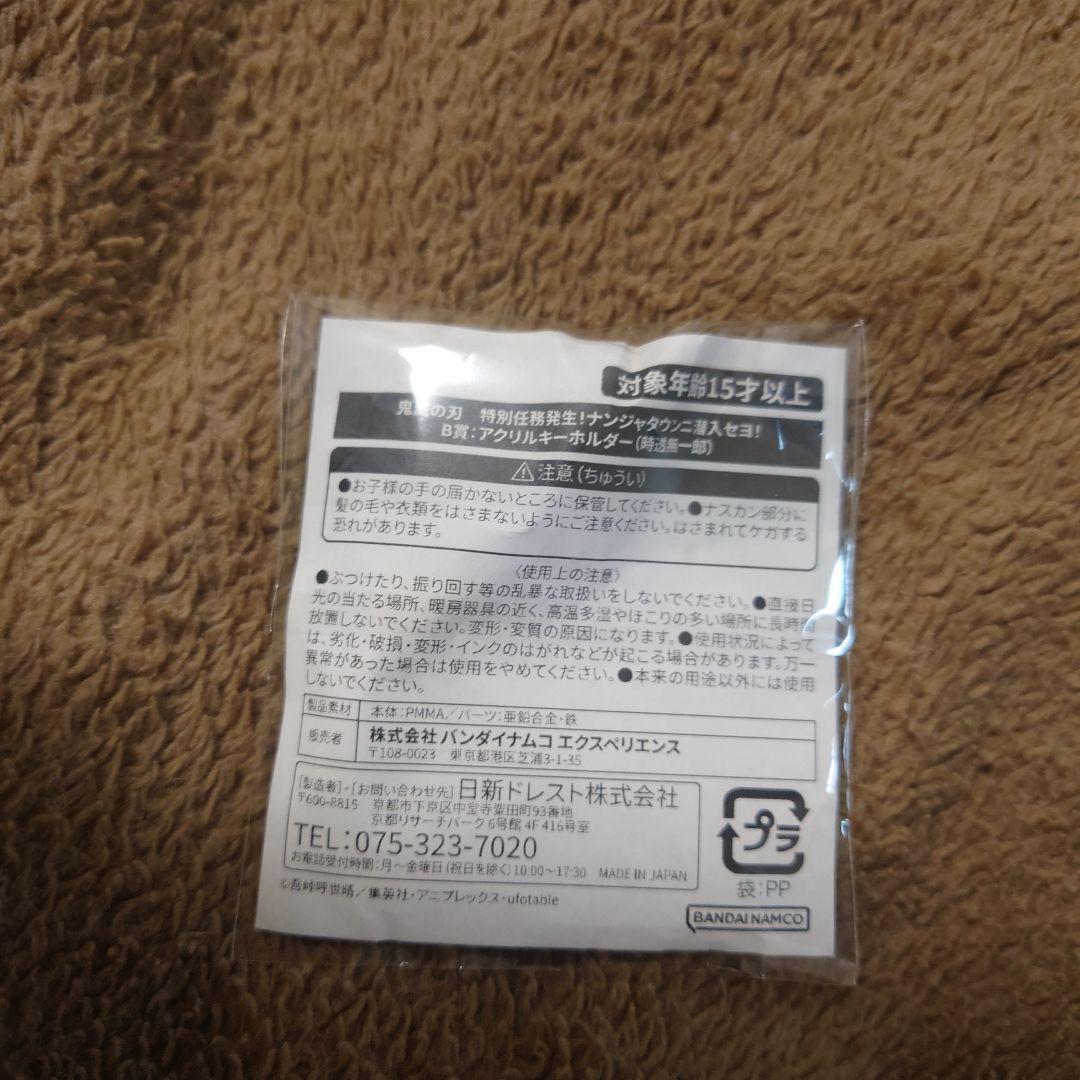 対象年齢15才以上
鬼滅の刃 特別任務発生!ナンジャタウンニ潜入セヨ!
B賞:アクリルキーホルダー(時透無一郎)
⚠注意(ちゅうい)
●お子様の手の届かないところに保管してください。●ナスカン部分に
髪の毛や衣類をはさまないようにご注意ください。はさまれてケガする
恐れがあります。
〈使用上の注意〉
●ぶつけたり、振り回す等の乱暴な取扱いをしないでください。●直接日
光の当たる場所、暖房器具の近く、高温多湿やほこりの多い場所に長時間
放置しないでください。変形・変質の原因になります。●使用状況によって
は、劣化・破損・変形・インクのはがれなどが起こる場合があります。万一
異常があった場合は使用をやめてください。●本来の用途以外には使用
しないでください。
製品素材 本体:PMMA/パーツ:亜鉛合金・鉄
販売者 株式会社 バンダイナムコ エクスペリエンス
〒108-0023 東京都港区芝浦3-1-35
[製造者]・[お問い合わせ先] 日新ドレスト株式会社
〒600-8815 京都市下京区中堂寺粟田町93番地
京都リサーチパーク 6号館 4F 416号室
TEL:075-323-7020
お電話受付時間:月~金曜日(祝日を除く)10:00~17:30 MADE IN JAPAN
©吾峠呼世晴/集英社・アニプレックス・ufotable
プラ
袋:PP
BANDAI NAMCO